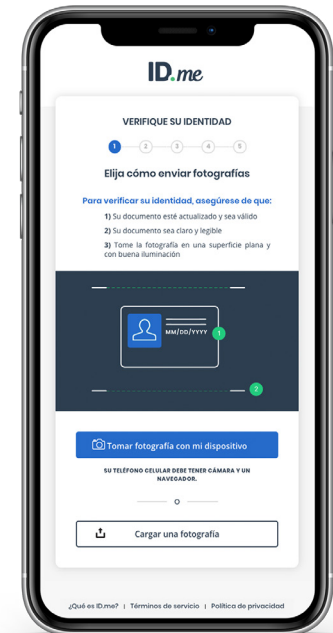 ID.me
VERIFIQUE SU IDENTIDAD
1 2 3 4 5
Elija cómo enviar fotografías
Para verificar su identidad, asegúrese de que:
1) Su documento esté actualizado y sea válido
2) Su documento sea claro y legible
3) Tome la fotografía en una superficie plana y
con buena iluminación
MM/DD/YYYY 1
2
Tomar fotografía con mi dispositivo
SU TELÉFONO CELULAR DEBE TENER CÁMARA Y UN
NAVEGADOR.
O
Cargar una fotografía
¿Qué es ID.me? | Términos de servicio | Política de privacidad